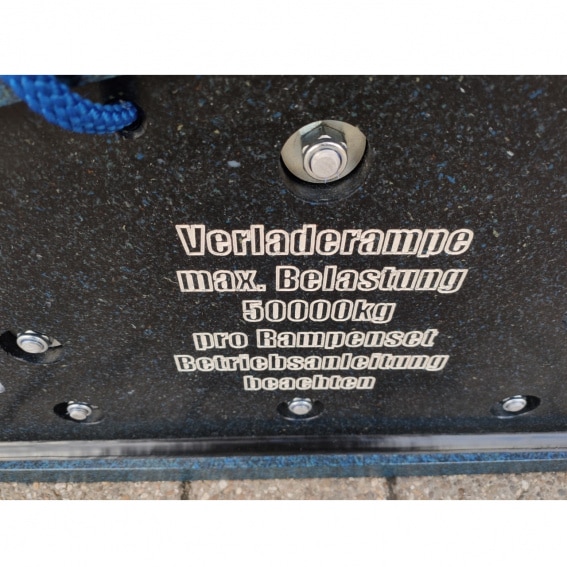 Verladerampe
max. Belastung
50000kg
pro Rampenset
Betriebsanleitung
beachten